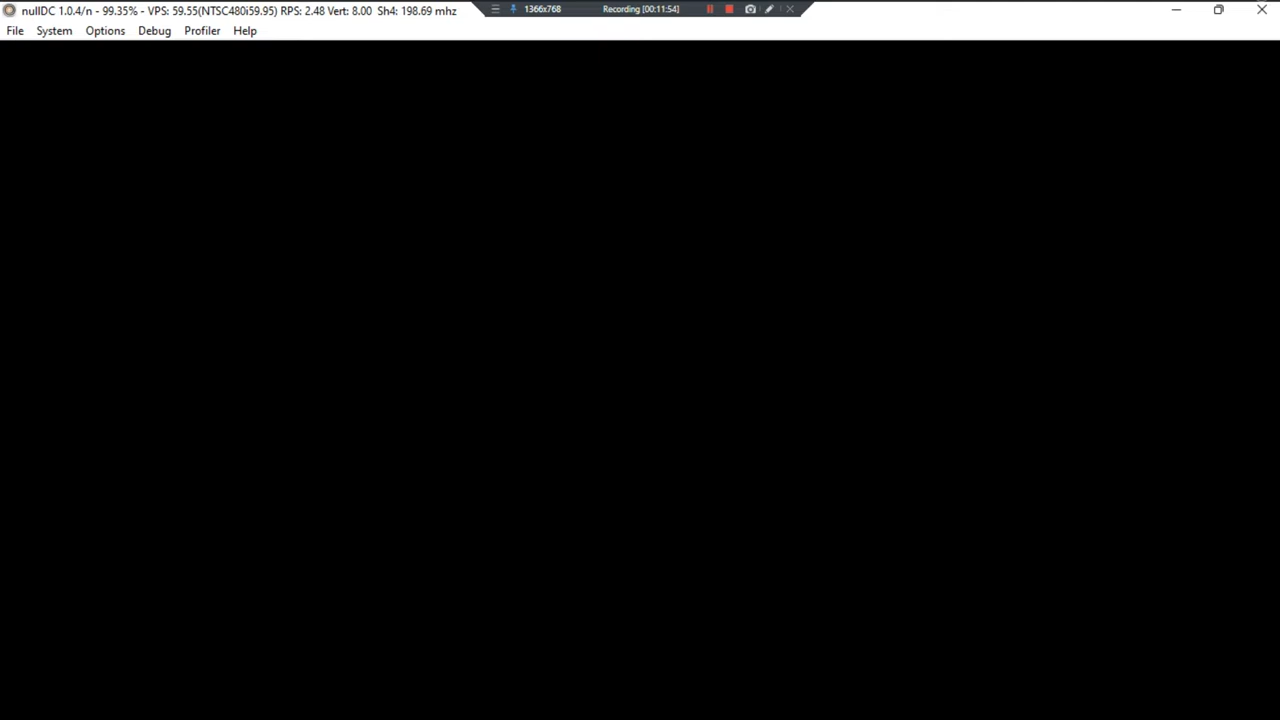 nullDC 1.0.4/n - 99.35% - VPS: 59.55(NTSC480i59.95) RPS: 2.48 Vert: 8.00 Sh4: 198.69 mhz
1366x768 Recording [00:11:54]
File System Options Debug Profiler Help